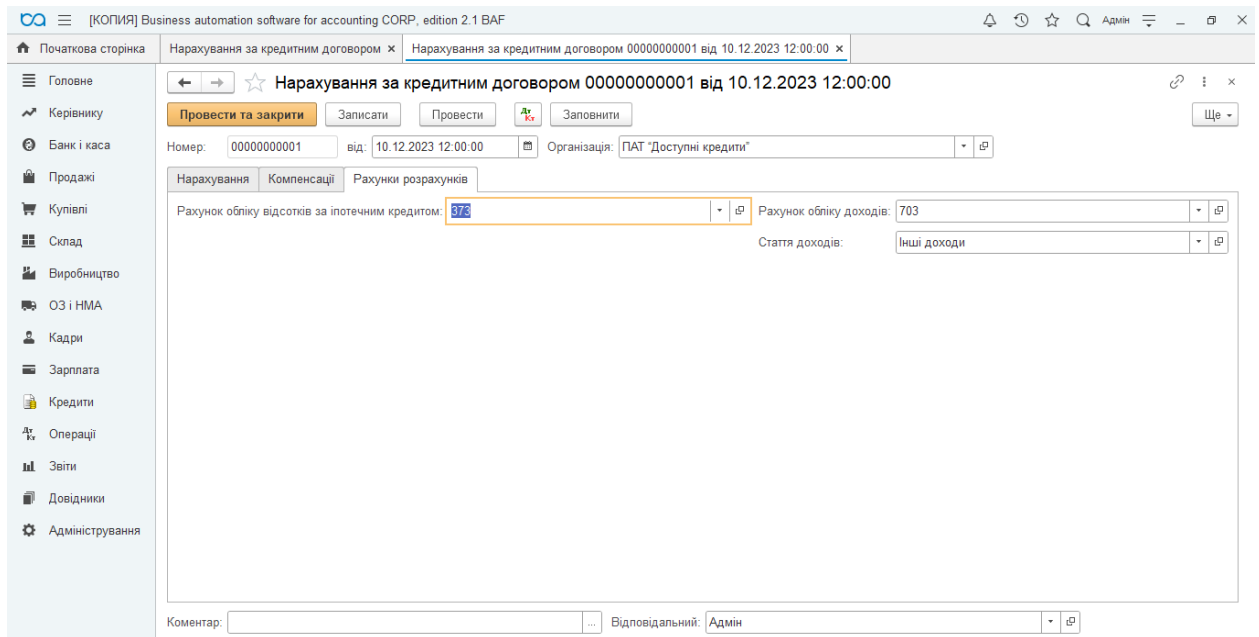 [КОПИЯ] Business automation software for accounting CORP, edition 2.1 BAF Адмін
Початкова сторінка Нарахування за кредитним договором × Нарахування за кредитним договором 00000000001 від 10.12.2023 12:00:00 ×
Головне
Керівнику
Банк і каса
Продажі
Купівлі
Склад
Виробництво
ОЗ і НМА
Кадри
Зарплата
Кредити
Операції
Звіти
Довідники
Адміністрування
Нарахування за кредитним договором 00000000001 від 10.12.2023 12:00:00
Провести та закрити Записати Провести Дт Кт Заповнити Ще
Номер: 00000000001 від: 10.12.2023 12:00:00 Організація: ПАТ "Доступні кредити"
Нарахування Компенсації Рахунки розрахунків
Рахунок обліку відсотків за іпотечним кредитом: 373 Рахунок обліку доходів: 703
Стаття доходів: Інші доходи
Коментар: ... Відповідальний: Адмін